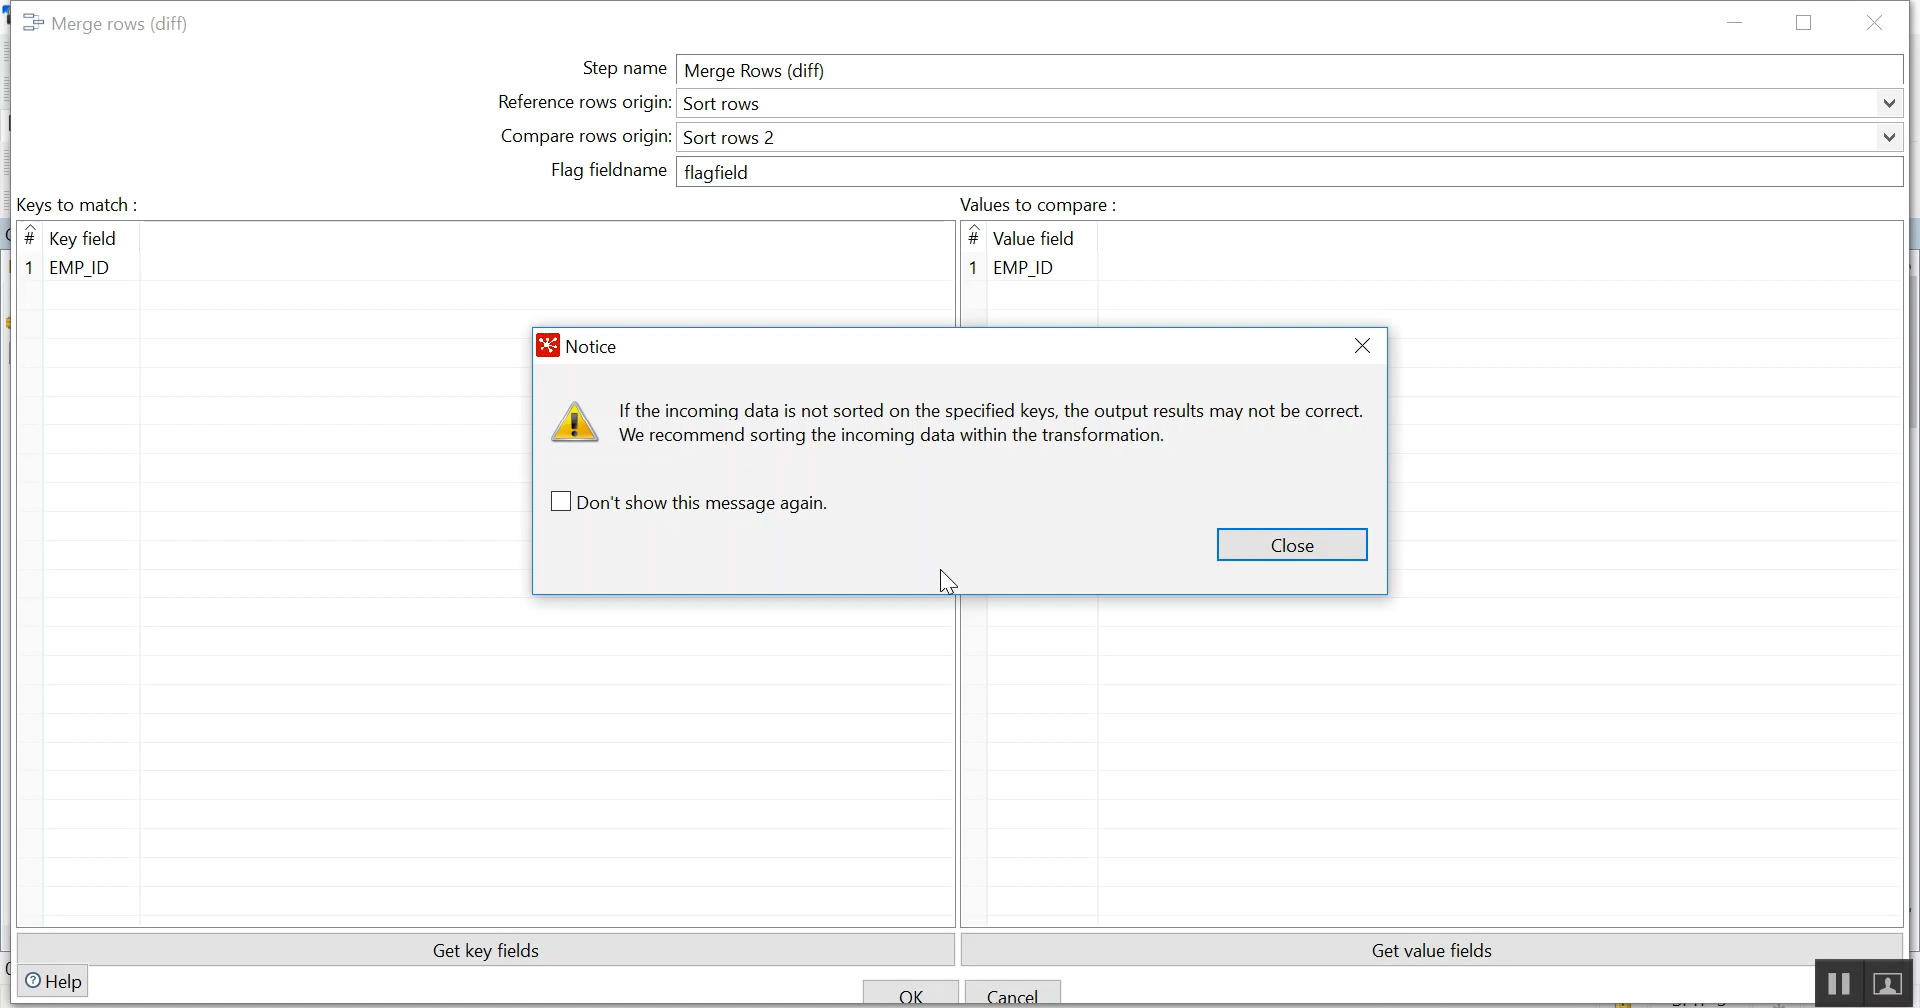 Merge rows (diff)
Step name Merge Rows (diff)
Reference rows origin: Sort rows
Compare rows origin: Sort rows 2
Flag fieldname flagfield
Keys to match :
# Key field
1 EMP_ID
Values to compare :
# Value field
1 EMP_ID
Notice
If the incoming data is not sorted on the specified keys, the output results may not be correct.
We recommend sorting the incoming data within the transformation.
Don't show this message again.
Close
Get key fields
Get value fields
Help
OK
Cancel